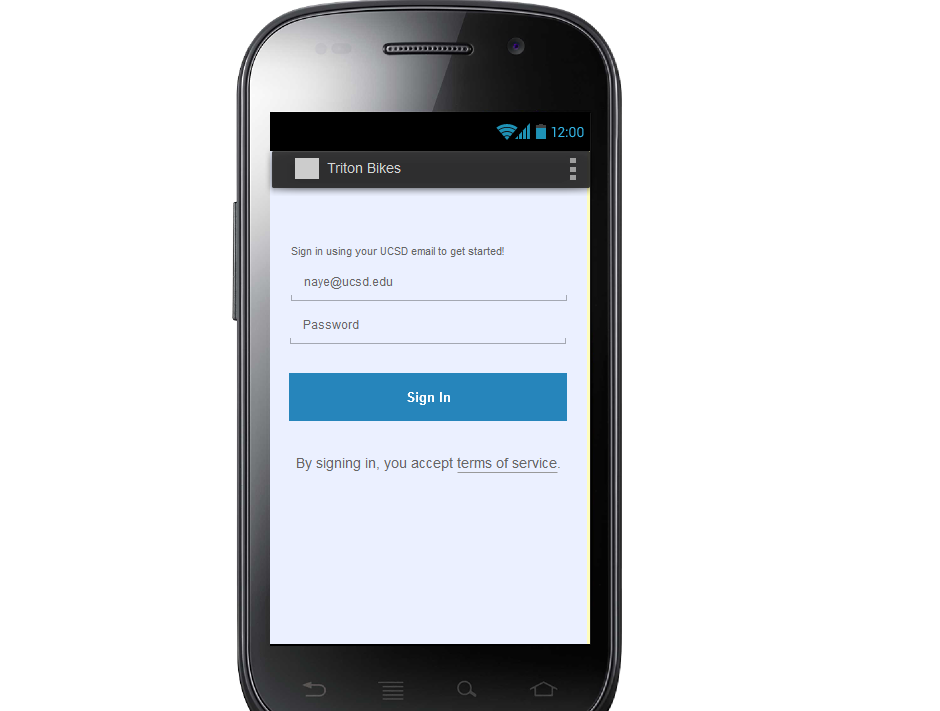 12:00
Triton Bikes
Sign in using your UCSD email to get started!
naye@ucsd.edu
Password
Sign In
By signing in, you accept terms of service.